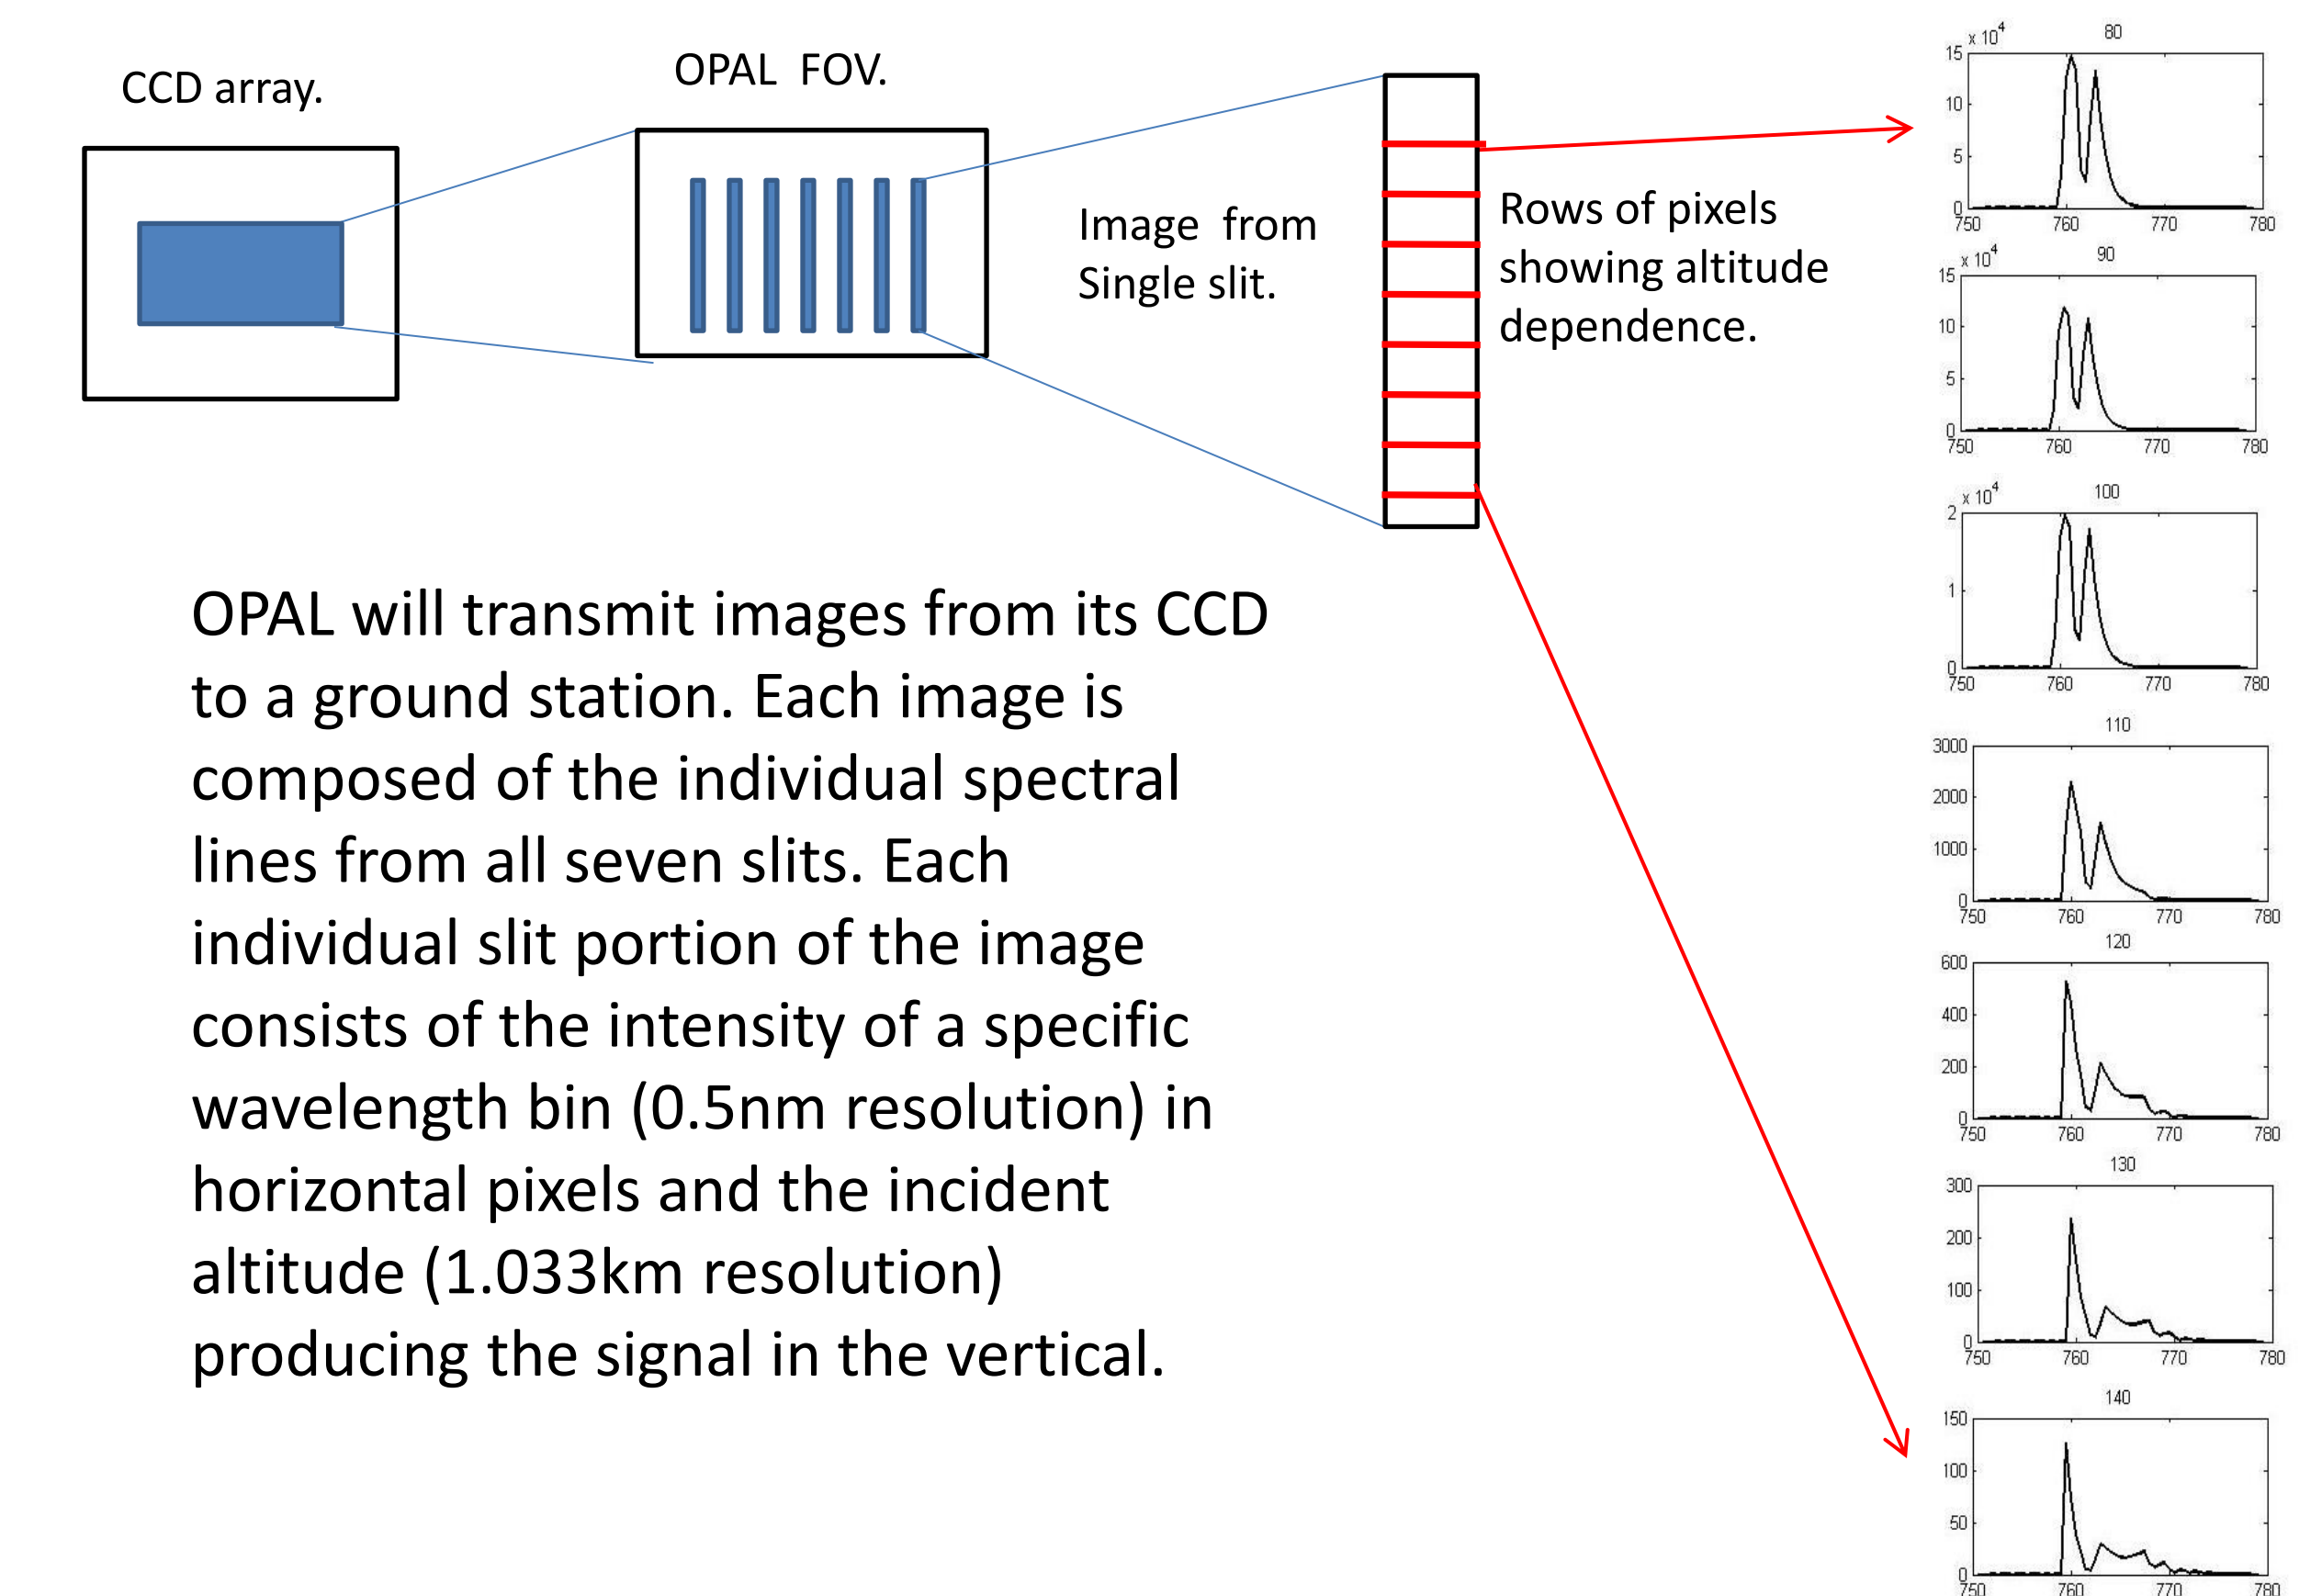 CCD array.
OPAL FOV.
Image from
Single slit.
Rows of pixels
showing altitude
dependence.
OPAL will transmit images from its CCD
to a ground station. Each image is
composed of the individual spectral
lines from all seven slits. Each
individual slit portion of the image
consists of the intensity of a specific
wavelength bin (0.5nm resolution) in
horizontal pixels and the incident
altitude (1.033km resolution)
producing the signal in the vertical.
80
x 10^4
15
10
5
0
750 760 770 780
90
x 10^4
15
10
5
0
750 760 770 780
100
x 10^4
2
1
0
750 760 770 780
110
3000
2000
1000
0
750 760 770 780
120
600
400
200
0
750 760 770 780
130
300
200
100
0
750 760 770 780
140
150
100
50
0
750 760 770 780